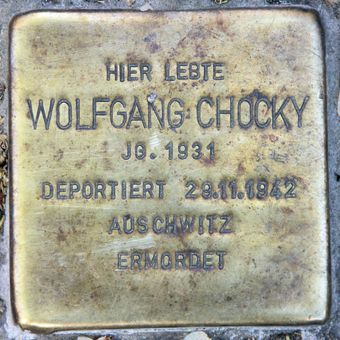 HIER LEBTE
WOLFGANG CHOCKY
JG. 1931
DEPORTIERT 29.11.1942
AUSCHWITZ
ERMORDET